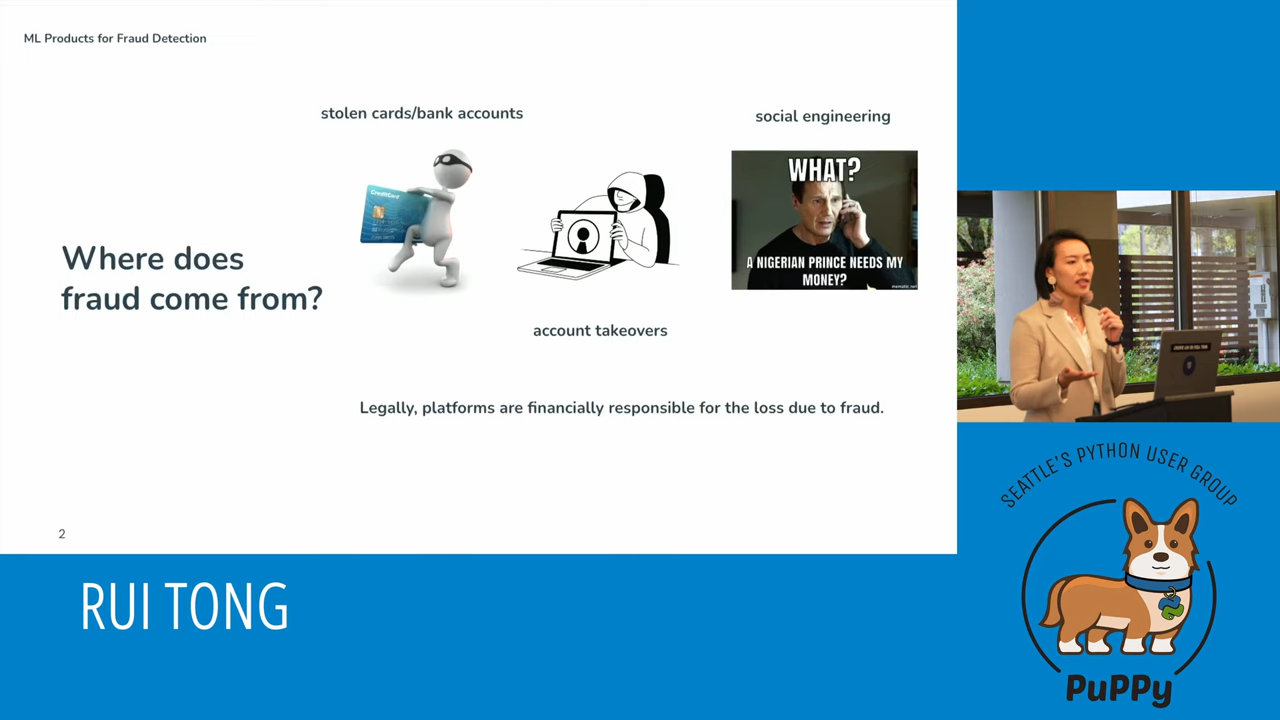 ML Products for Fraud Detection
stolen cards/bank accounts
social engineering
CreditCard
WHAT?
A NIGERIAN PRINCE NEEDS MY
MONEY?
Where does
fraud come from?
account takeovers
Legally, platforms are financially responsible for the loss due to fraud.
2
RUI TONG
SEATTLE'S PYTHON USER GROUP
PuPPy